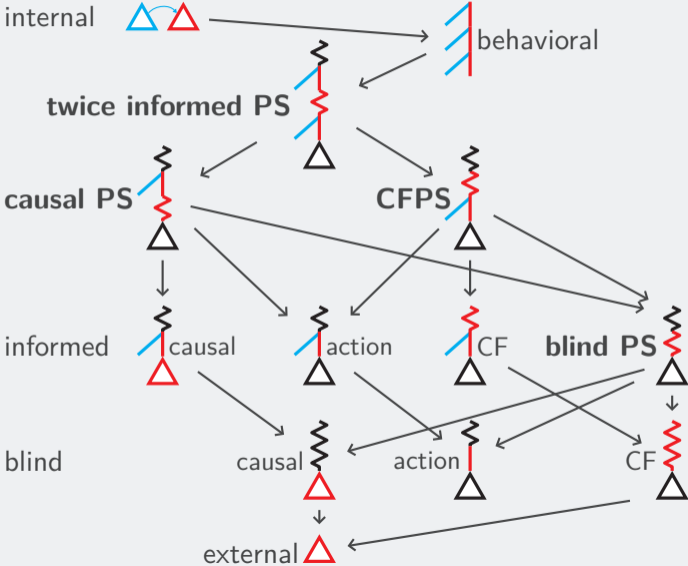 internal
behavioral
twice informed PS
causal PS
CFPS
informed
causal
action
CF
blind PS
blind
causal
action
CF
external